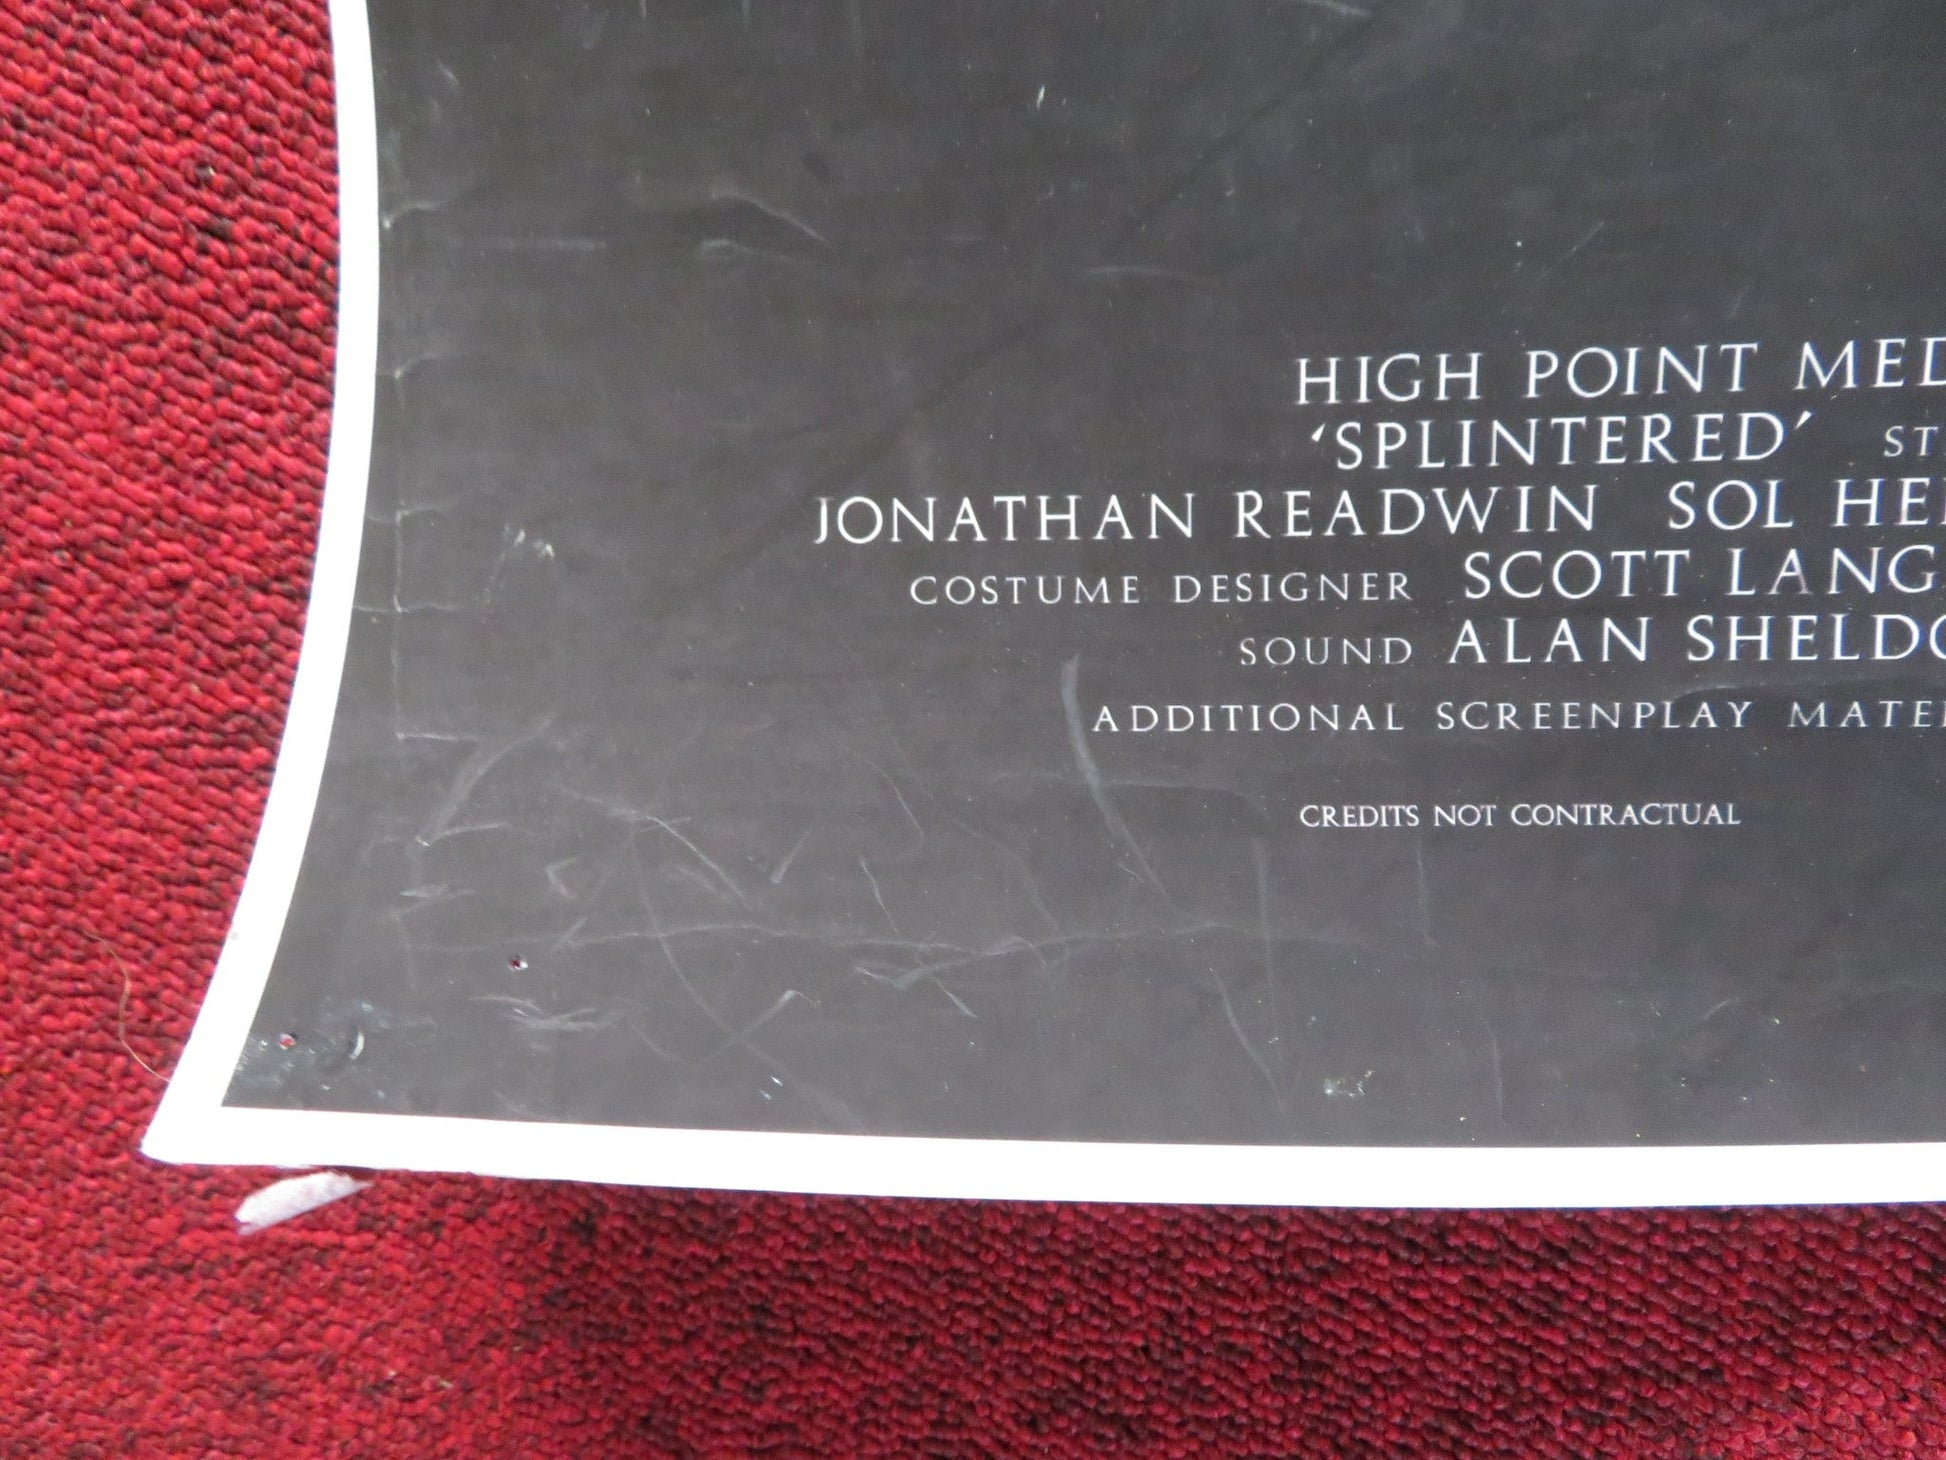 HIGH POINT MED
‘SPLINTERED’ ST
JONATHAN READWIN SOL HE
COSTUME DESIGNER SCOTT LANG
SOUND ALAN SHELDO
ADDITIONAL SCREENPLAY MATE
CREDITS NOT CONTRACTUAL